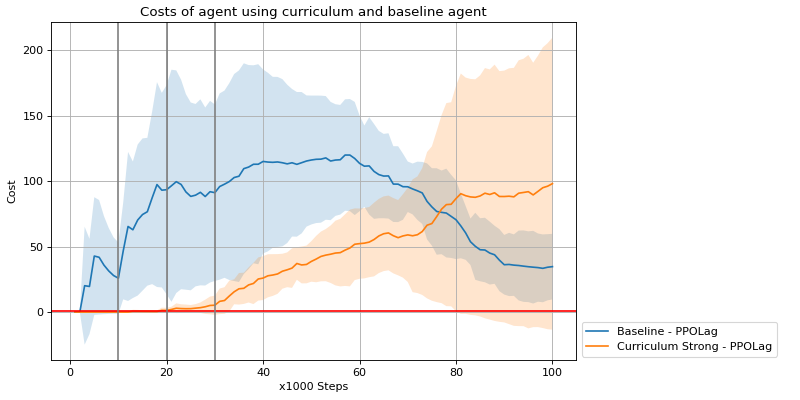 Costs of agent using curriculum and baseline agent
Cost
200
150
100
50
0
0 20 40 60 80 100
x1000 Steps
Baseline - PPOLag
Curriculum Strong - PPOLag